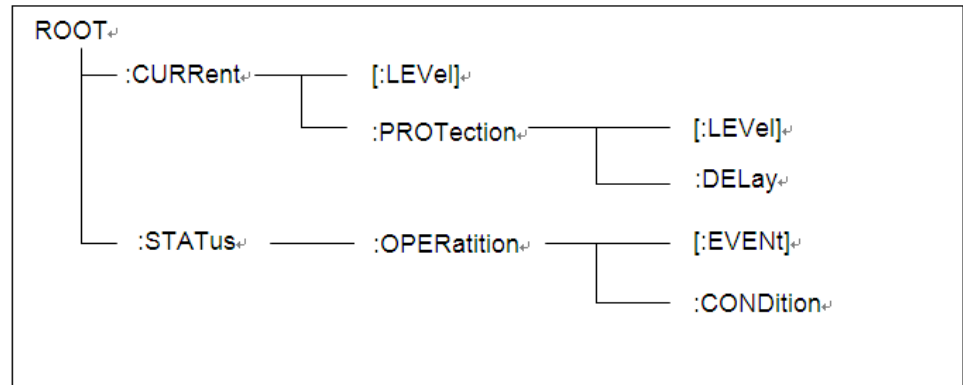 ROOT↵
:CURRent↵ [:LEVel]↵
:PROTection↵ [:LEVel]↵
:DELay↵
:STATus↵ :OPERatition↵ [:EVENt]↵
:CONDition↵